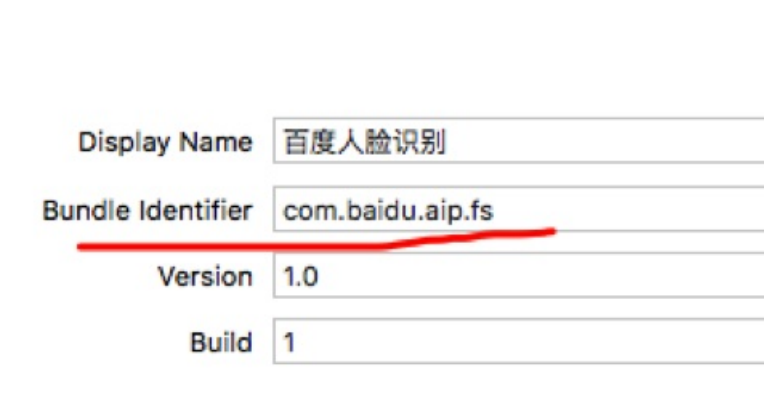 Display Name 百度人脸识别
Bundle Identifier com.baidu.aip.fs
Version 1.0
Build 1